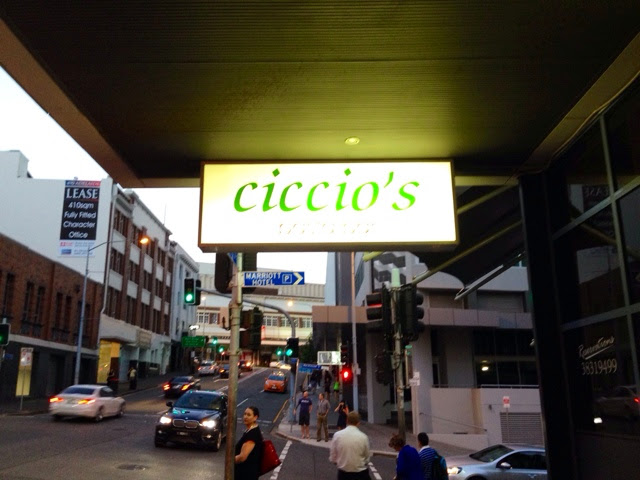 LEASE
410sqm
Fully Fitted
Character
Office
ciccio's
MARRIOTT
HOTEL P
38319499